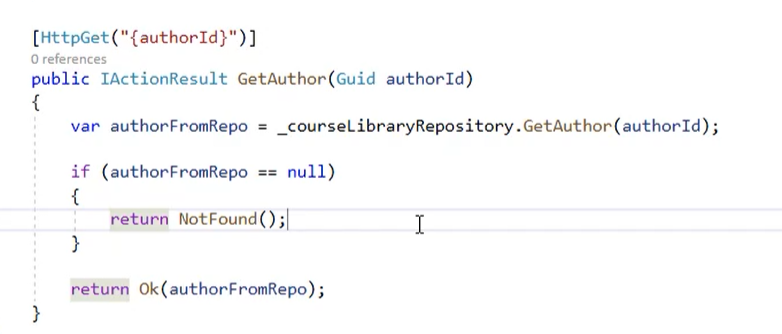 [HttpGet("{authorId}")]
0 references
public IActionResult GetAuthor(Guid authorId)
{
    var authorFromRepo = _courseLibraryRepository.GetAuthor(authorId);
    if (authorFromRepo == null)
    {
        return NotFound();
    }
    return Ok(authorFromRepo);
}